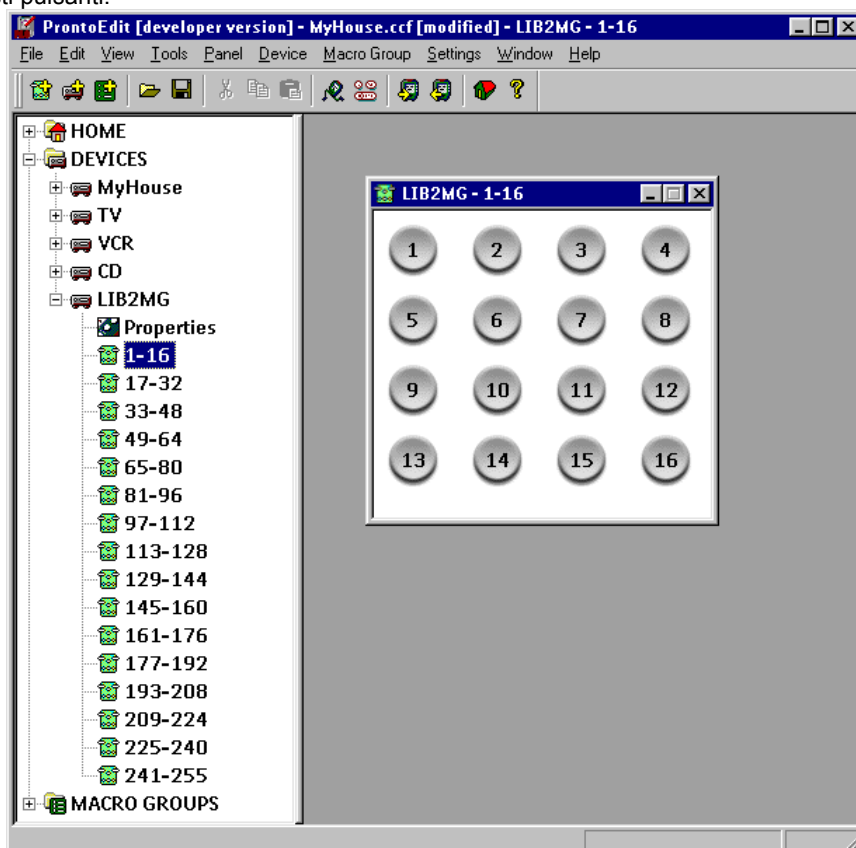 ti pulsanti.
ProntoEdit [developer version] - MyHouse.ccf [modified] - LIB2MG - 1-16
File Edit View Tools Panel Device Macro Group Settings Window Help
HOME
DEVICES
MyHouse
TV
VCR
CD
LIB2MG
Properties
1-16
17-32
33-48
49-64
65-80
81-96
97-112
113-128
129-144
145-160
161-176
177-192
193-208
209-224
225-240
241-255
MACRO GROUPS
LIB2MG - 1-16
1 2 3 4
5 6 7 8
9 10 11 12
13 14 15 16